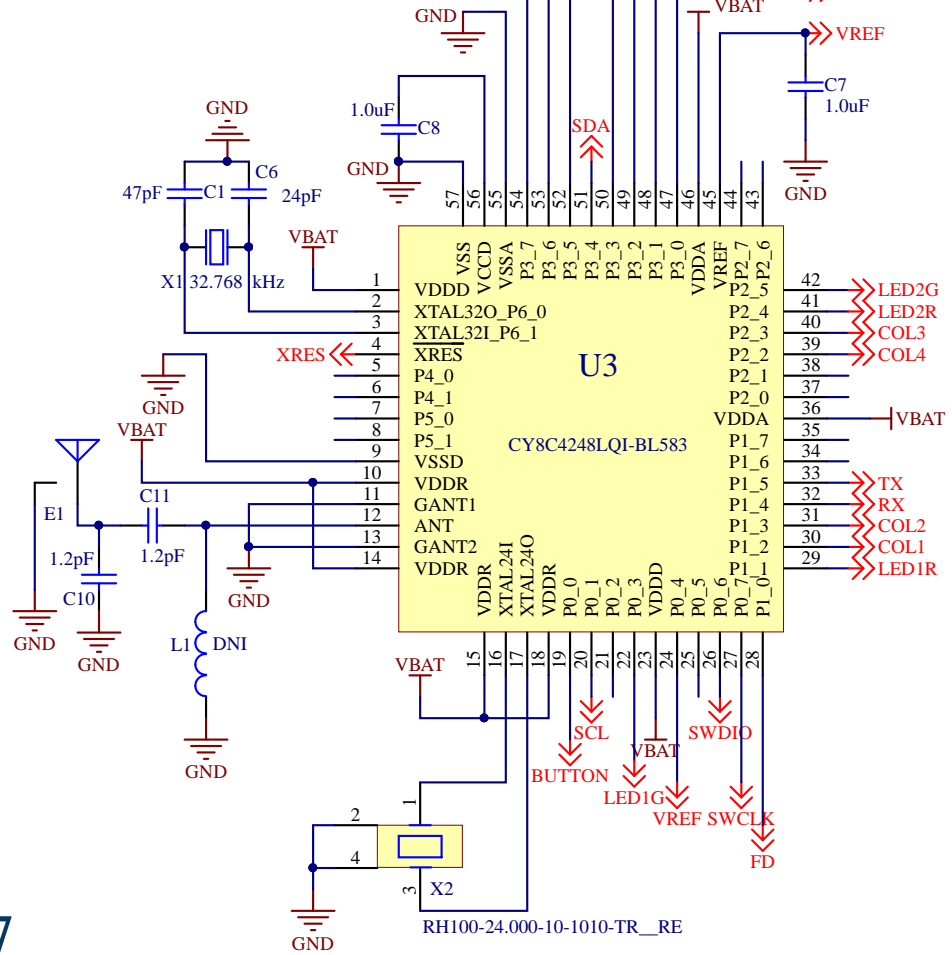 VBAT
GND
VREF
C7
1.0uF
1.0uF
C8
GND
SDA
GND
C6
47pF
C1
24pF
GND
57
56
55
54
53
52
51
50
49
48
47
46
45
44
43
VBAT
X1
32.768 kHz
VSS
VCCD
VSSA
P3_7
P3_6
P3_5
P3_4
P3_3
P3_2
P3_1
P3_0
VDDA
VREF
P2_7
P2_6
1 VDDD
2 XTAL32O_P6_0
3 XTAL32I_P6_1
XRES 4 XRES
5 P4_0
6 P4_1
7 P5_0
8 P5_1
9 VSSD
10 VDDR
11 GANT1
12 ANT
13 GANT2
14 VDDR
U3
CY8C4248LQI-BL583
P2_5 42 LED2G
P2_4 41 LED2R
P2_3 40 COL3
P2_2 39 COL4
P2_1 38
P2_0 37
VDDA 36 VBAT
P1_7 35
P1_6 34
P1_5 33 TX
P1_4 32 RX
P1_3 31 COL2
P1_2 30 COL1
P1_1 29 LED1R
GND
VBAT
C11
E1
1.2pF
1.2pF
C10
GND
GND
GND
L1 DNI
GND
VDDR
XTAL24I
XTAL24O
VDDR
P0_0
P0_1
P0_2
P0_3
VDDD
P0_4
P0_5
P0_6
P0_7
P1_0
15
16
17
18
19
20
21
22
23
24
25
26
27
28
VBAT
SCL
SWDIO
VBAT
BUTTON
LED1G
VREF
SWCLK
FD
1
2
4
3
X2
GND
RH100-24.000-10-1010-TR__RE